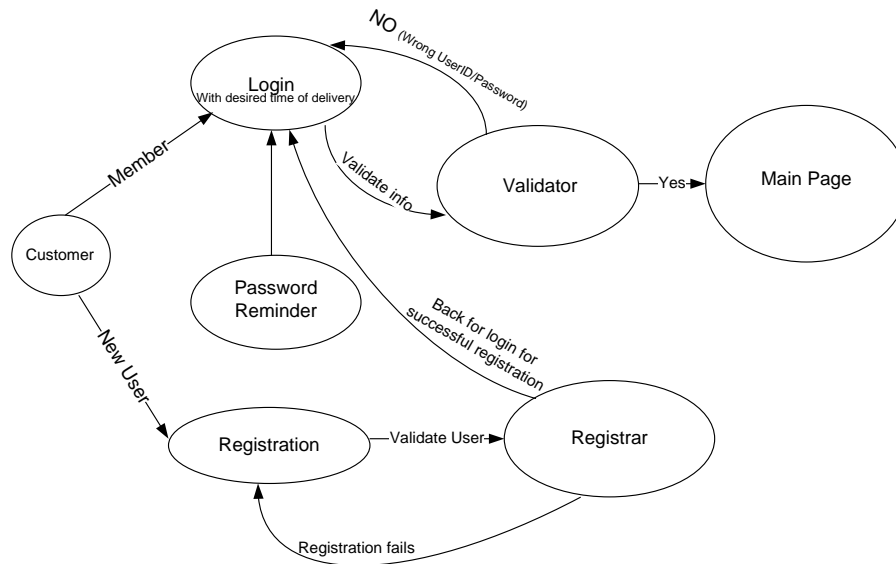 NO (Wrong UserID/Password)
Login
With desired time of delivery
Member
Validate info
Validator
Yes
Main Page
Customer
Password
Reminder
Back for login for
successful registration
New User
Registration
Validate User
Registrar
Registration fails